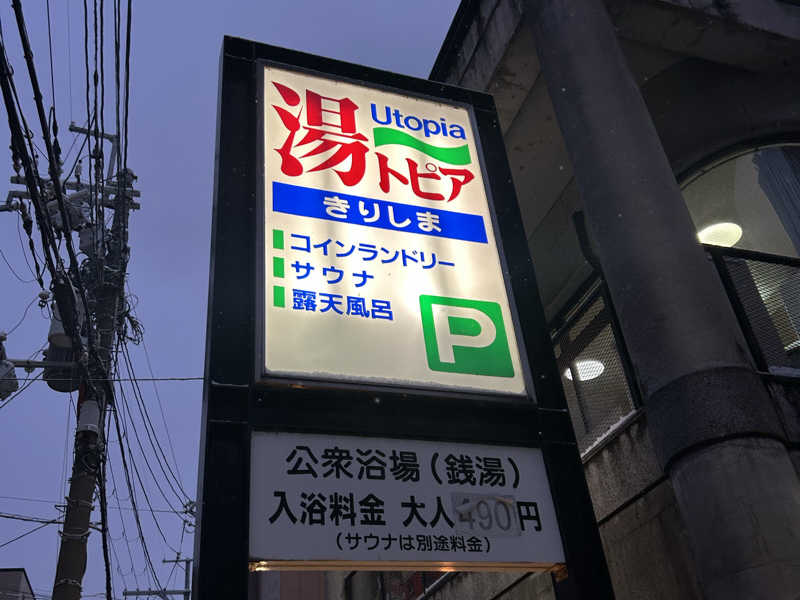 湯 Utopia
トピア
きりしま
コインランドリー
サウナ
露天風呂
P
公衆浴場（銭湯）
入浴料金 大人490円
（サウナは別途料金）